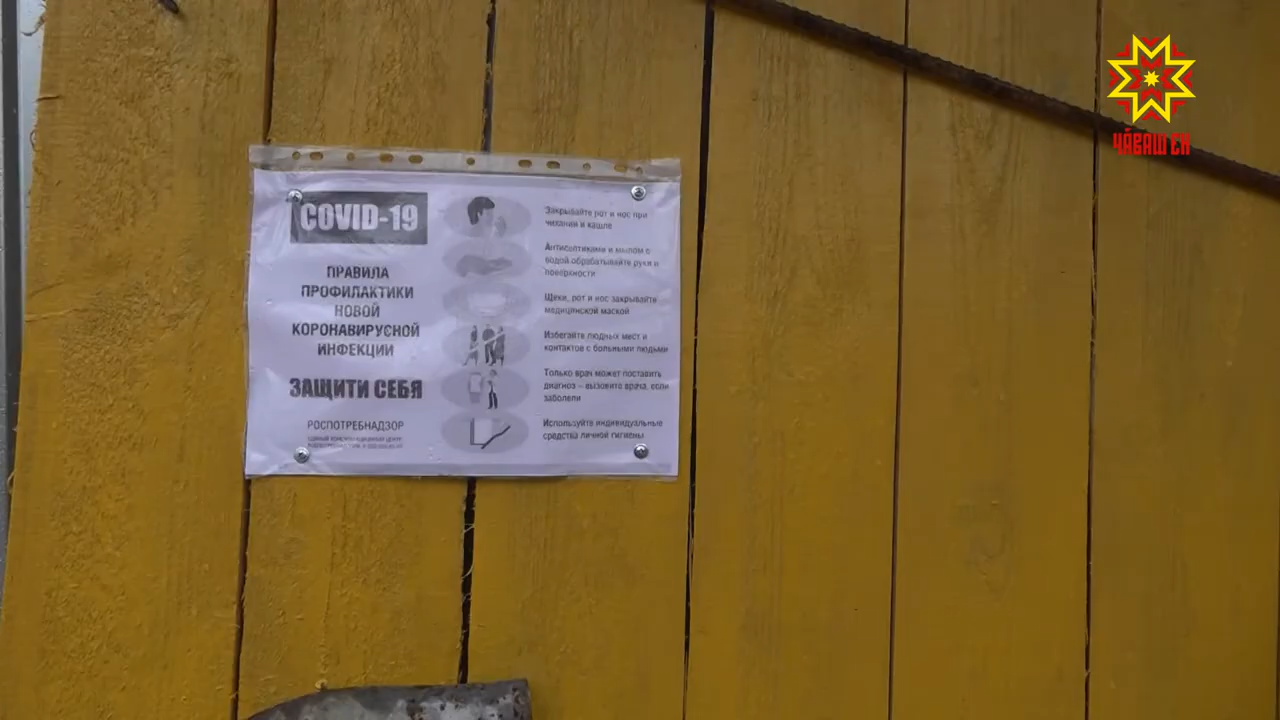 COVID-19
ПРАВИЛА
ПРОФИЛАКТИКИ
НОВОЙ
КОРОНАВИРУСНОЙ
ИНФЕКЦИИ
ЗАЩИТИ СЕБЯ
РОСПОТРЕБНАДЗОР
Закрывайте рот и нос при
чихании и кашле
Антисептиками и мылом с
водой обрабатывайте руки и
поверхности
Щеки, рот и нос закрывайте
медицинской маской
Избегайте людных мест и
контактов с больными людьми
Только врач может поставить
диагноз – вызовите врача, если
заболели
Используйте индивидуальные
средства личной гигиены
ЧӐВАШ ЕН